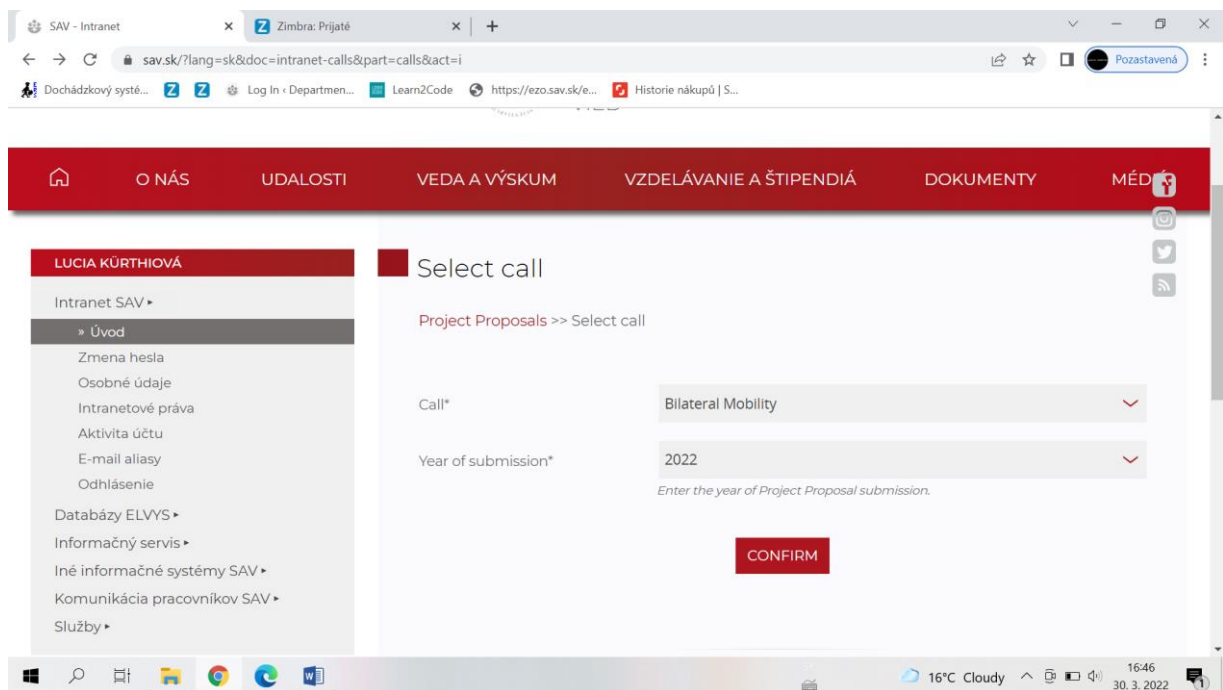 SAV - Intranet
Zimbra: Prijaté
sav.sk/?lang=sk&doc=intranet-calls&part=calls&act=i
Pozastavená
Dochádzkový systé...
Log In ‹ Departmen...
Learn2Code
https://ezo.sav.sk/e...
Historie nákupů | S...
O NÁS
UDALOSTI
VEDA A VÝSKUM
VZDELÁVANIE A ŠTIPENDIÁ
DOKUMENTY
LUCIA KÜRTHIOVÁ
Intranet SAV
» Úvod
Zmena hesla
Osobné údaje
Intranetové práva
Aktivita účtu
E-mail aliasy
Odhlásenie
Databázy ELVYS
Informačný servis
Iné informačné systémy SAV
Komunikácia pracovníkov SAV
Služby
Select call
Project Proposals >> Select call
Call*
Bilateral Mobility
Year of submission*
2022
Enter the year of Project Proposal submission.
CONFIRM
16°C Cloudy
16:46
30. 3. 2022
1